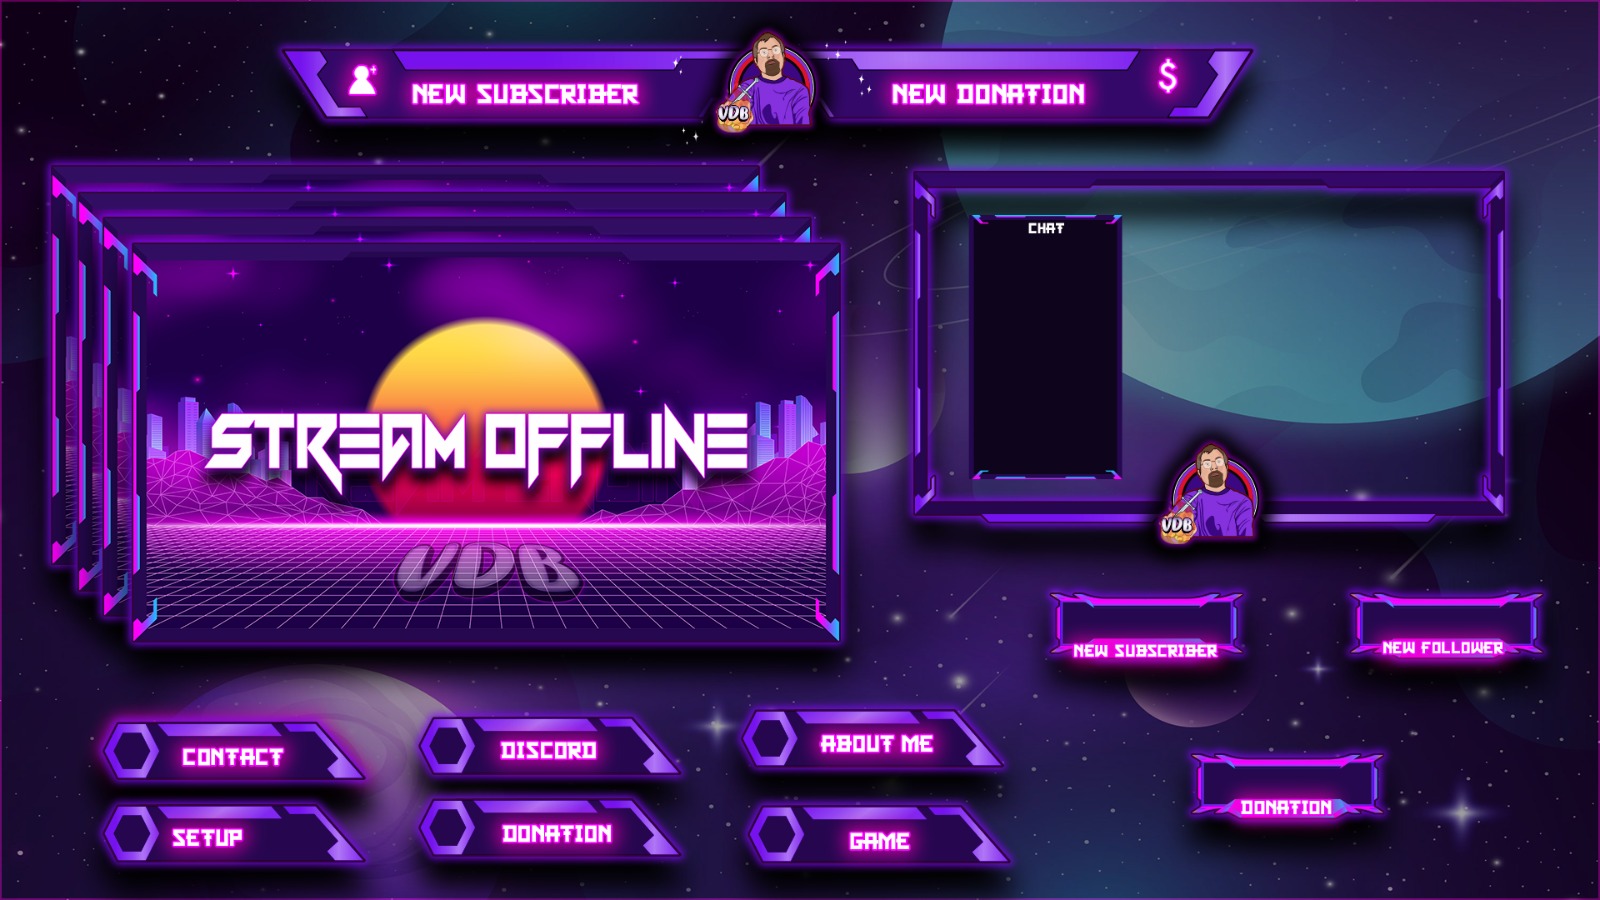 NEW SUBSCRIBER
NEW DONATION
$
VDB
CHAT
STREAM OFFLINE
VDB
VDB
NEW SUBSCRIBER
NEW FOLLOWER
CONTACT
DISCORD
ABOUT ME
DONATION
SETUP
DONATION
GAME